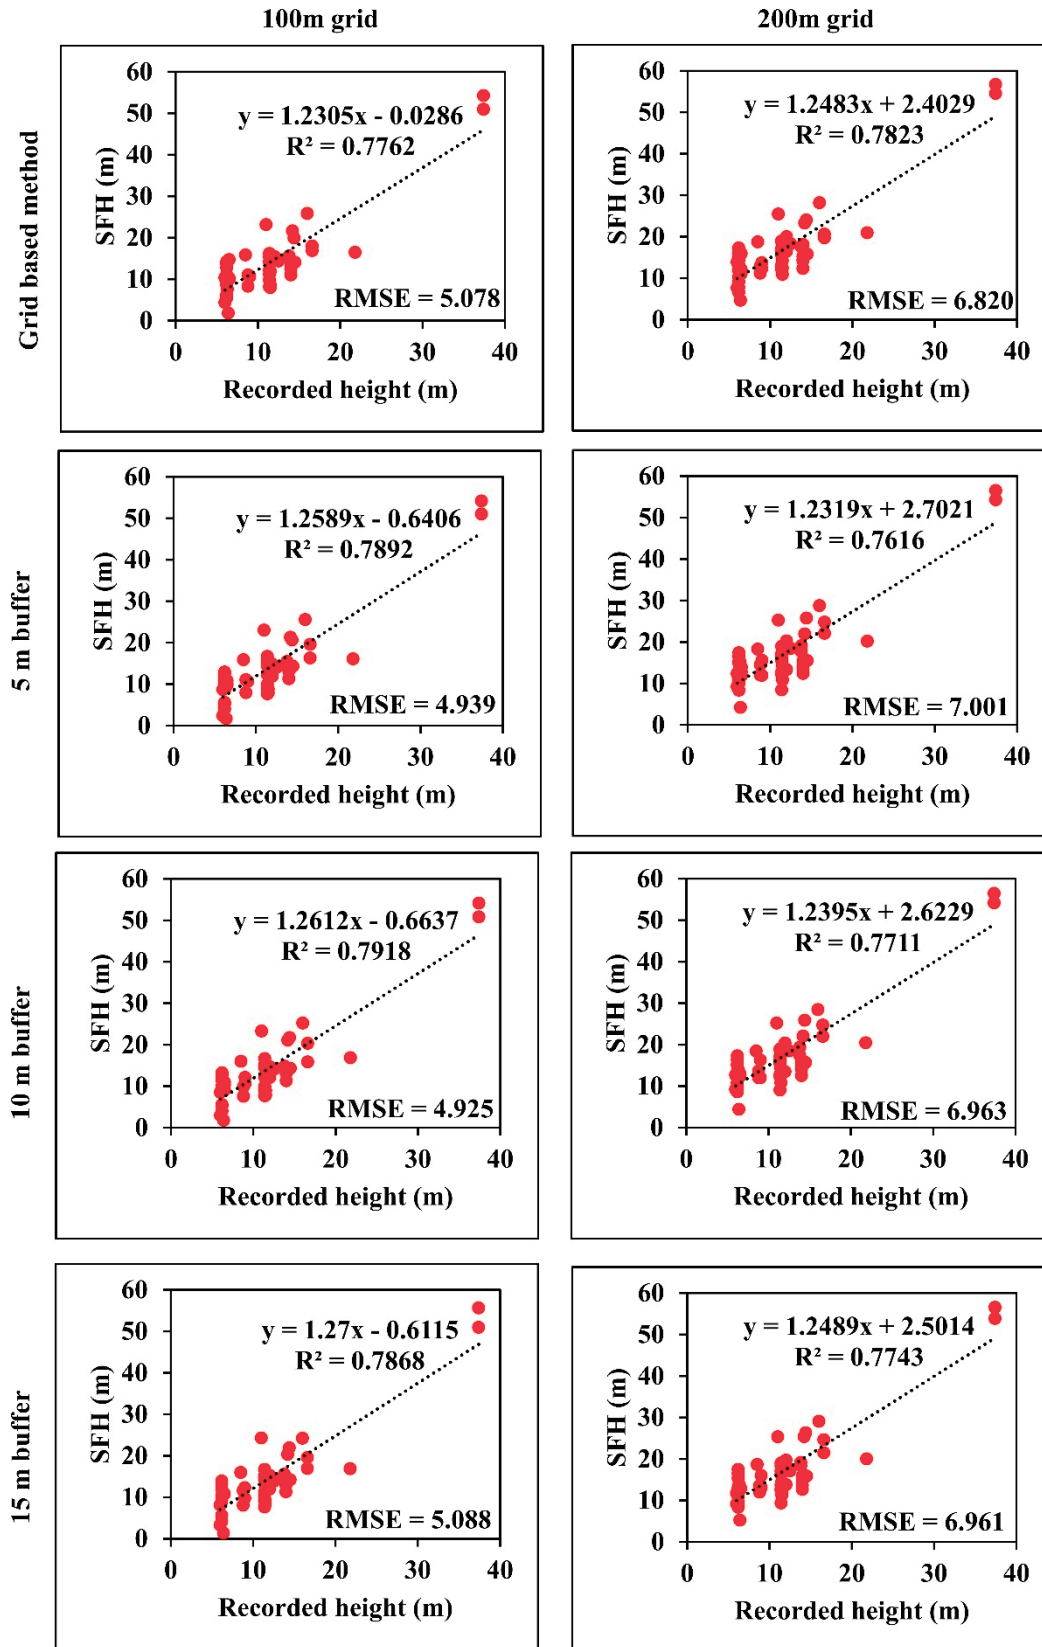 100m grid
200m grid
Grid based method
60
50
40
30
20
10
0
SFH (m)
y = 1.2305x - 0.0286
R² = 0.7762
RMSE = 5.078
0 10 20 30 40
Recorded height (m)
60
50
40
30
20
10
0
SFH (m)
y = 1.2483x + 2.4029
R² = 0.7823
RMSE = 6.820
0 10 20 30 40
Recorded height (m)
5 m buffer
60
50
40
30
20
10
0
SFH (m)
y = 1.2589x - 0.6406
R² = 0.7892
RMSE = 4.939
0 10 20 30 40
Recorded height (m)
60
50
40
30
20
10
0
SFH (m)
y = 1.2319x + 2.7021
R² = 0.7616
RMSE = 7.001
0 10 20 30 40
Recorded height (m)
10 m buffer
60
50
40
30
20
10
0
SFH (m)
y = 1.2612x - 0.6637
R² = 0.7918
RMSE = 4.925
0 10 20 30 40
Recorded height (m)
60
50
40
30
20
10
0
SFH (m)
y = 1.2395x + 2.6229
R² = 0.7711
RMSE = 6.963
0 10 20 30 40
Recorded height (m)
15 m buffer
60
50
40
30
20
10
0
SFH (m)
y = 1.27x - 0.6115
R² = 0.7868
RMSE = 5.088
0 10 20 30 40
Recorded height (m)
60
50
40
30
20
10
0
SFH (m)
y = 1.2489x + 2.5014
R² = 0.7743
RMSE = 6.961
0 10 20 30 40
Recorded height (m)